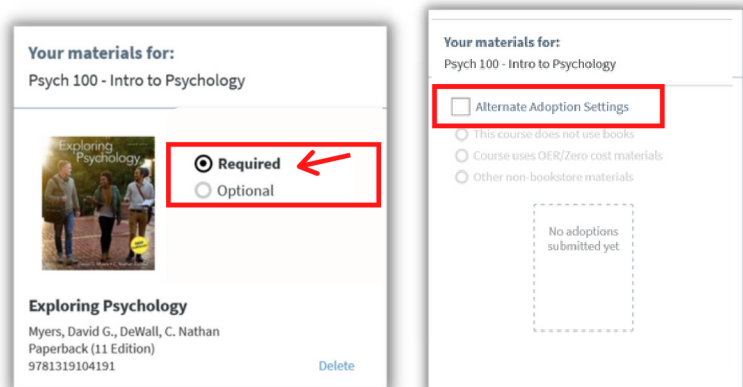 Your materials for:
Psych 100 - Intro to Psychology
Exploring
Psychology
Required
Optional
Exploring Psychology
Myers, David G., DeWall, C. Nathan
Paperback (11 Edition)
9781319104191
Delete
Your materials for:
Psych 100 - Intro to Psychology
Alternate Adoption Settings
This course does not use books
Course uses OER/Zero cost materials
Other non-bookstore materials
No adoptions
submitted yet